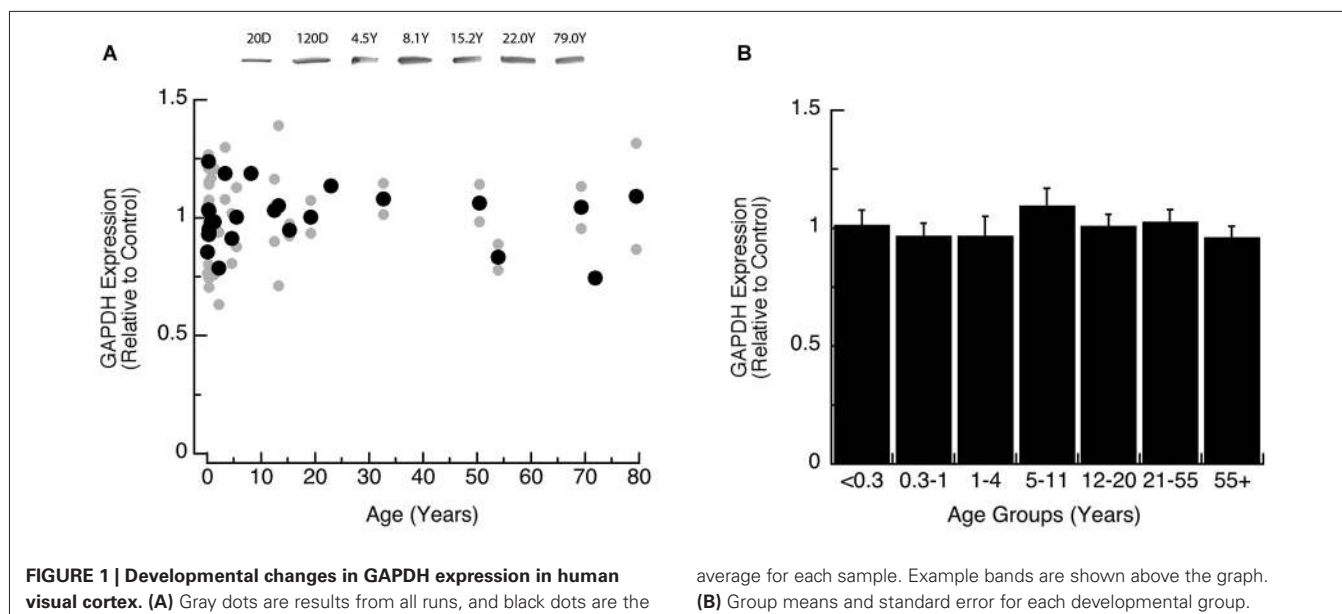 A
20D 120D 4.5Y 8.1Y 15.2Y 22.0Y 79.0Y
1.5
1
0.5
0
GAPDH Expression
(Relative to Control)
0 10 20 30 40 50 60 70 80
Age (Years)
B
1.5
1
0.5
0
GAPDH Expression
(Relative to Control)
<0.3 0.3-1 1-4 5-11 12-20 21-55 55+
Age Groups (Years)
FIGURE 1 | Developmental changes in GAPDH expression in human
visual cortex. (A) Gray dots are results from all runs, and black dots are the
average for each sample. Example bands are shown above the graph.
(B) Group means and standard error for each developmental group.